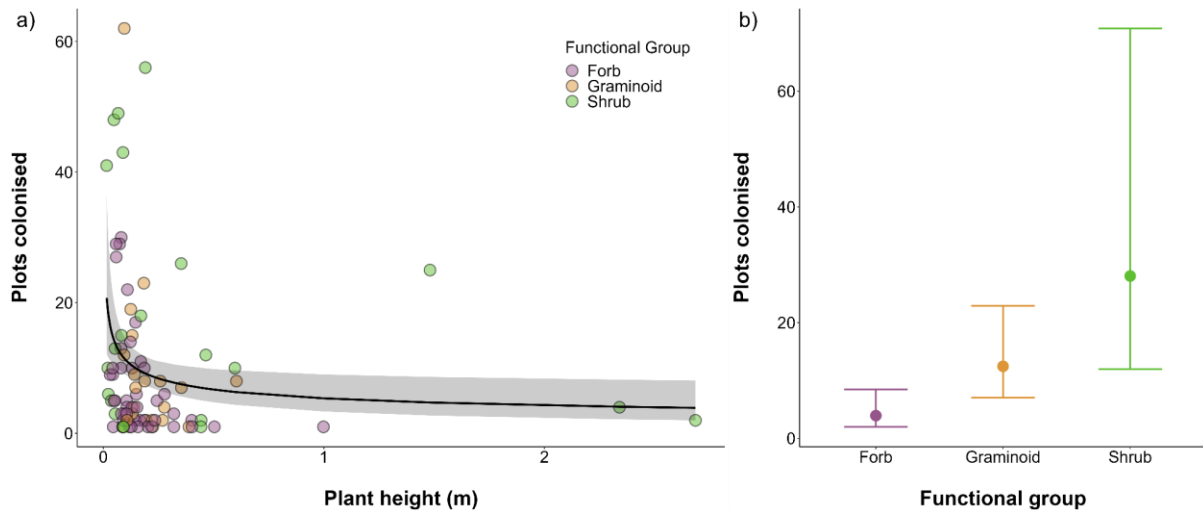 a)
60
40
20
0
Plots colonised
0 1 2
Plant height (m)
Functional Group
Forb
Graminoid
Shrub
b)
60
40
20
0
Plots colonised
Forb Graminoid Shrub
Functional group